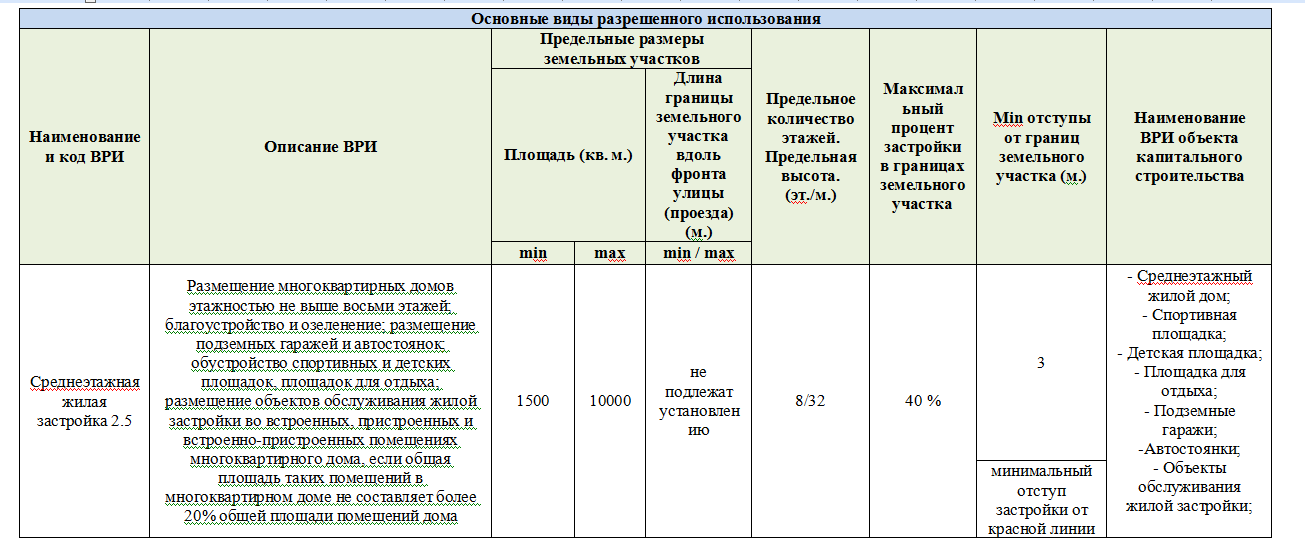 Основные виды разрешенного использования
Наименование
и код ВРИ
Описание ВРИ
Предельные размеры
земельных участков
Площадь (кв. м.)
min
max
Длина
границы
земельного
участка
вдоль
фронта
улицы
(проезда)
(м.)
min / max
Предельное
количество
этажей.
Предельная
высота.
(эт./м.)
Максимал
ьный
процент
застройки
в границах
земельного
участка
Min отступы
от границ
земельного
участка (м.)
Наименование
ВРИ объекта
капитального
строительства
Среднеэтажная
жилая
застройка 2.5
Размещение многоквартирных домов
этажностью не выше восьми этажей;
благоустройство и озеленение; размещение
подземных гаражей и автостоянок;
обустройство спортивных и детских
площадок, площадок для отдыха;
размещение объектов обслуживания жилой
застройки во встроенных, пристроенных и
встроенно-пристроенных помещениях
многоквартирного дома, если общая
площадь таких помещений в
многоквартирном доме не составляет более
20% общей площади помещений дома
1500
10000
не
подлежат
установлен
ию
8/32
40 %
3
минимальный
отступ
застройки от
красной линии
- Среднеэтажный
жилой дом;
- Спортивная
площадка;
- Детская площадка;
- Площадка для
отдыха;
- Подземные
гаражи;
-Автостоянки;
- Объекты
обслуживания
жилой застройки;